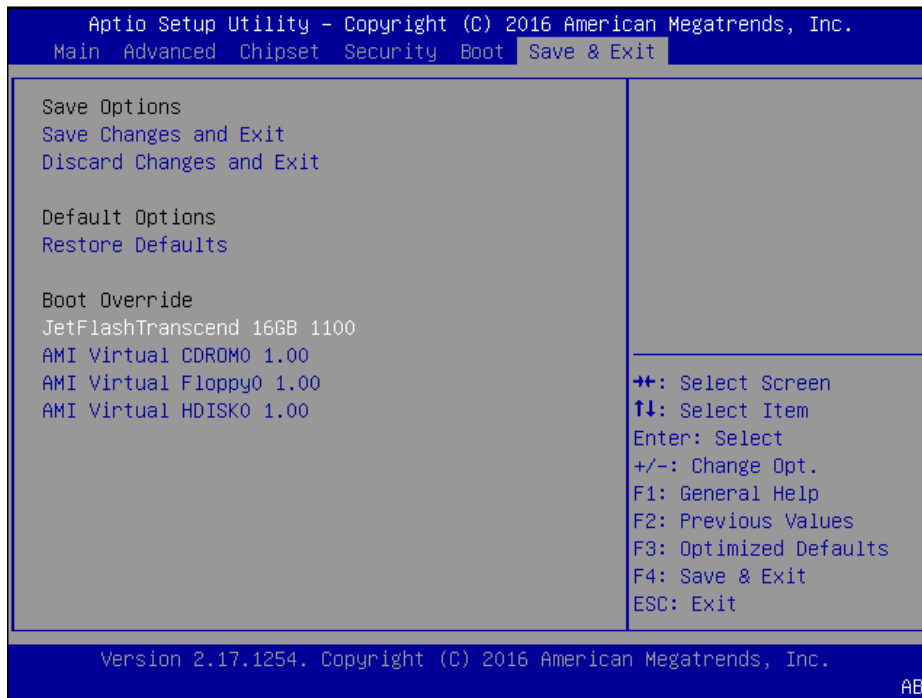 Aptio Setup Utility – Copyright (C) 2016 American Megatrends, Inc.
Main Advanced Chipset Security Boot Save & Exit
Save Options
Save Changes and Exit
Discard Changes and Exit
Default Options
Restore Defaults
Boot Override
JetFlashTranscend 16GB 1100
AMI Virtual CDROM0 1.00
AMI Virtual Floppy0 1.00
AMI Virtual HDISK0 1.00
→←: Select Screen
↑↓: Select Item
Enter: Select
+/-: Change Opt.
F1: General Help
F2: Previous Values
F3: Optimized Defaults
F4: Save & Exit
ESC: Exit
Version 2.17.1254. Copyright (C) 2016 American Megatrends, Inc.
AB